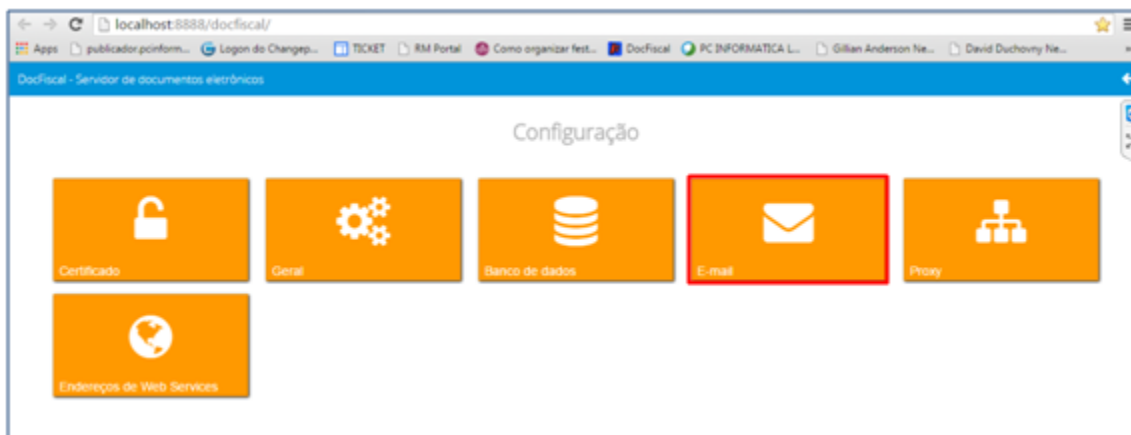 localhost:8888/docfiscal/
Apps publicador.pcinform... Logon do Changep... TICKET RM Portal Como organizar fest... DocFiscal PC INFORMATICA L... Gillian Anderson Ne... David Duchovny Ne...
DocFiscal - Servidor de documentos eletrônicos
Configuração
Certificado Geral Banco de dados E-mail Proxy
Endereços de Web Services